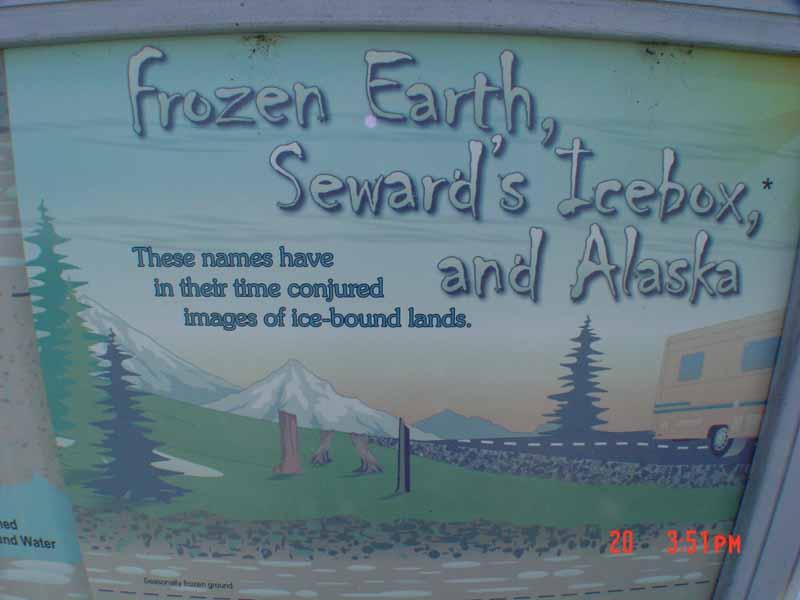 Frozen Earth,
Seward's Icebox,*
and Alaska
These names have
in their time conjured
images of ice-bound lands.
ned
und Water
Seasonally frozen ground
20 3:51PM